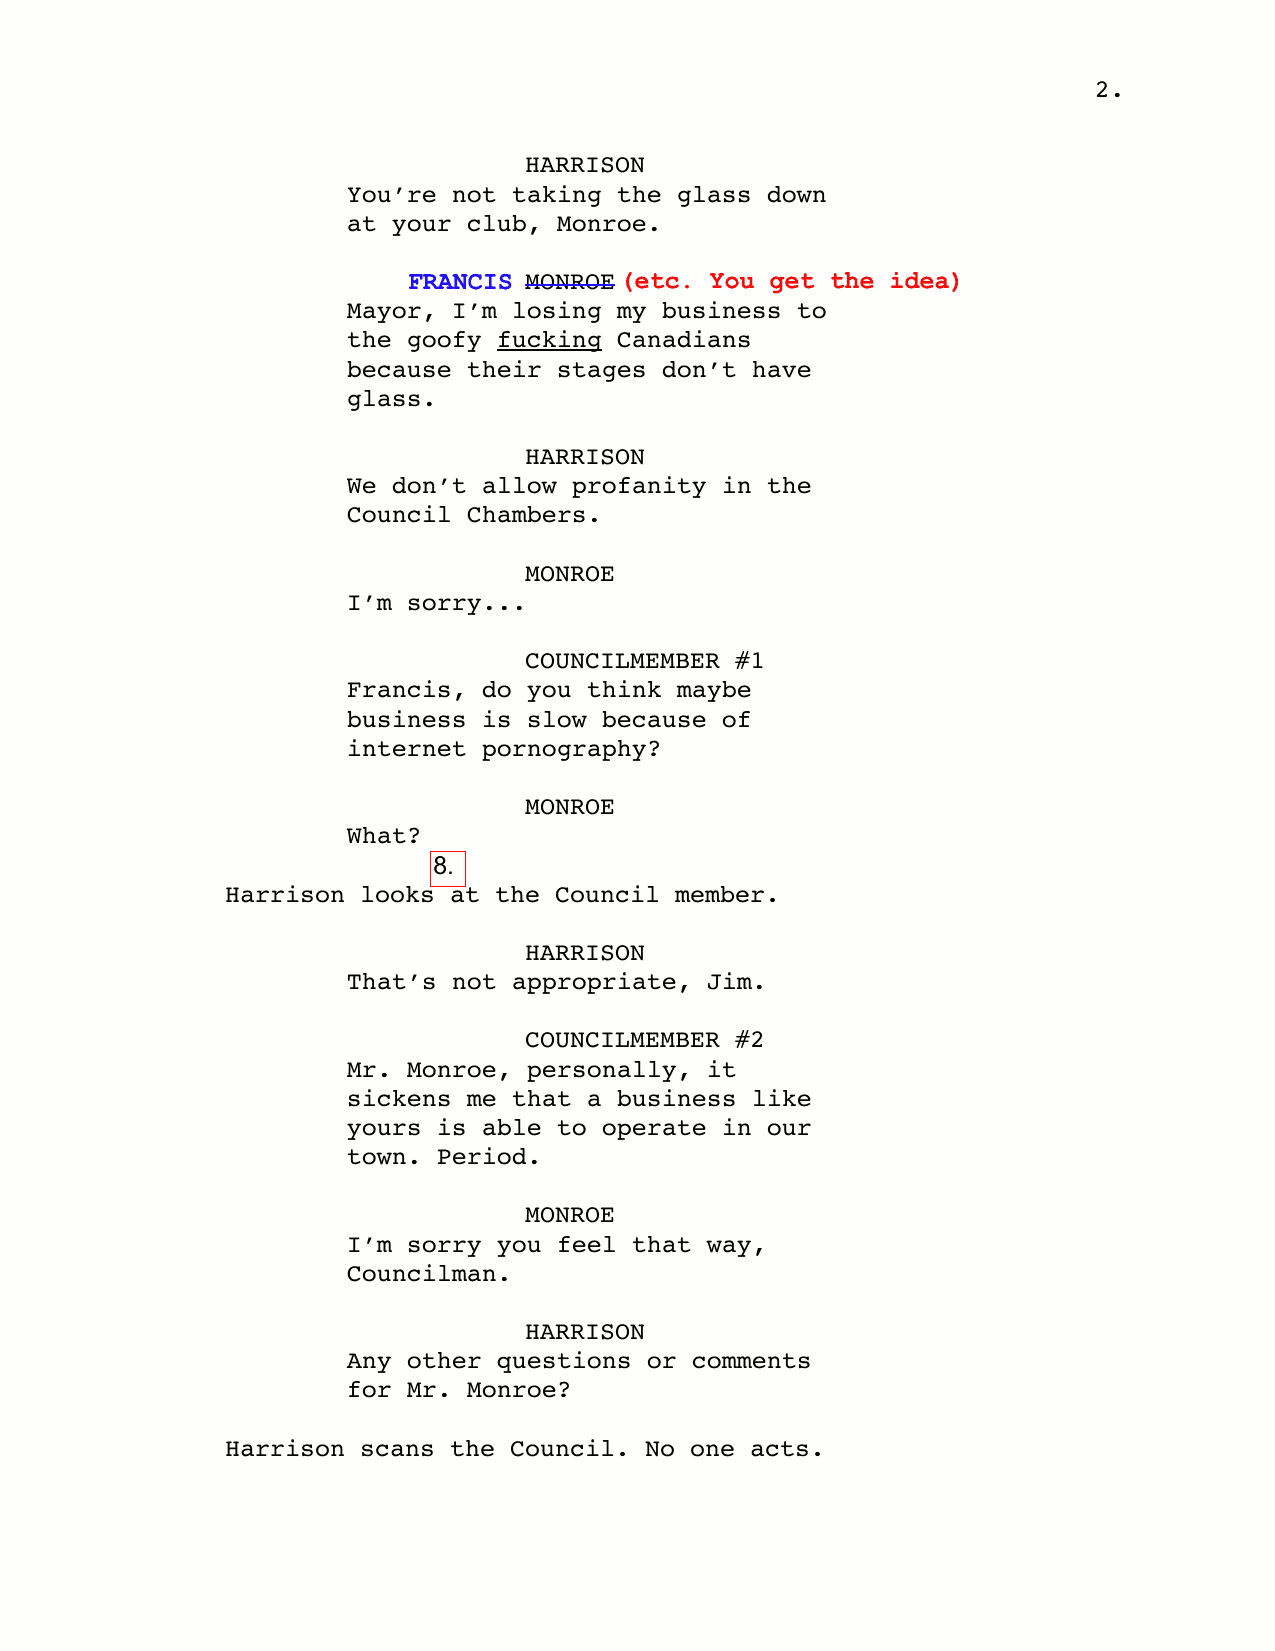 2.
HARRISON
You're not taking the glass down
at your club, Monroe.
FRANCIS MONROE (etc. You get the idea)
Mayor, I'm losing my business to
the goofy fucking Canadians
because their stages don't have
glass.
HARRISON
We don't allow profanity in the
Council Chambers.
MONROE
I'm sorry...
COUNCILMEMBER #1
Francis, do you think maybe
business is slow because of
internet pornography?
MONROE
What?
8.
Harrison looks at the Council member.
HARRISON
That's not appropriate, Jim.
COUNCILMEMBER #2
Mr. Monroe, personally, it
sickens me that a business like
yours is able to operate in our
town. Period.
MONROE
I'm sorry you feel that way,
Councilman.
HARRISON
Any other questions or comments
for Mr. Monroe?
Harrison scans the Council. No one acts.